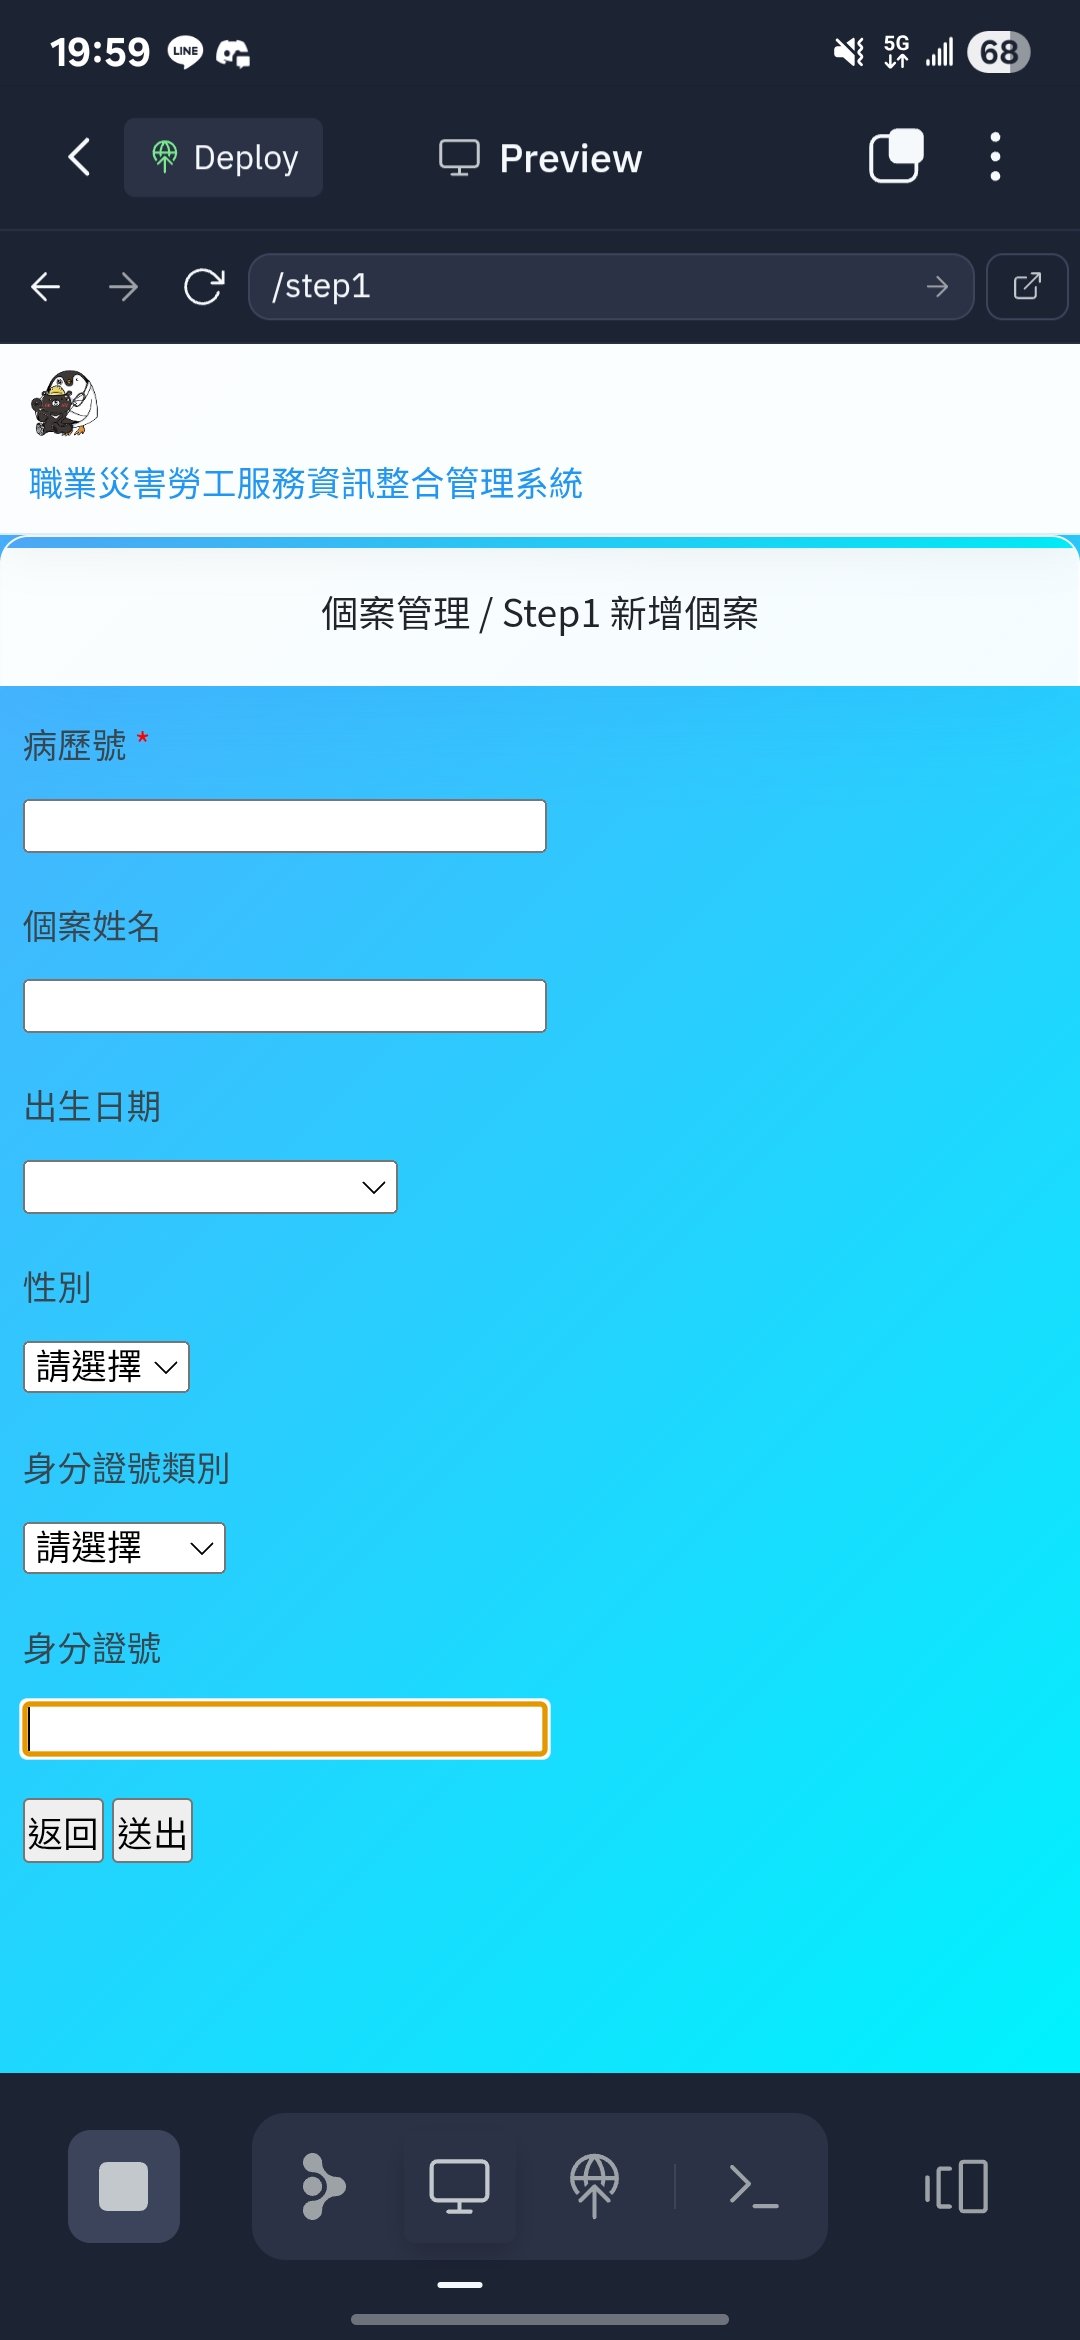 19:59 LINE 5G 68
Deploy Preview
/step1
職業災害勞工服務資訊整合管理系統
個案管理 / Step1 新增個案
病歷號 *
個案姓名
出生日期
性別
請選擇
身分證號類別
請選擇
身分證號
返回 送出